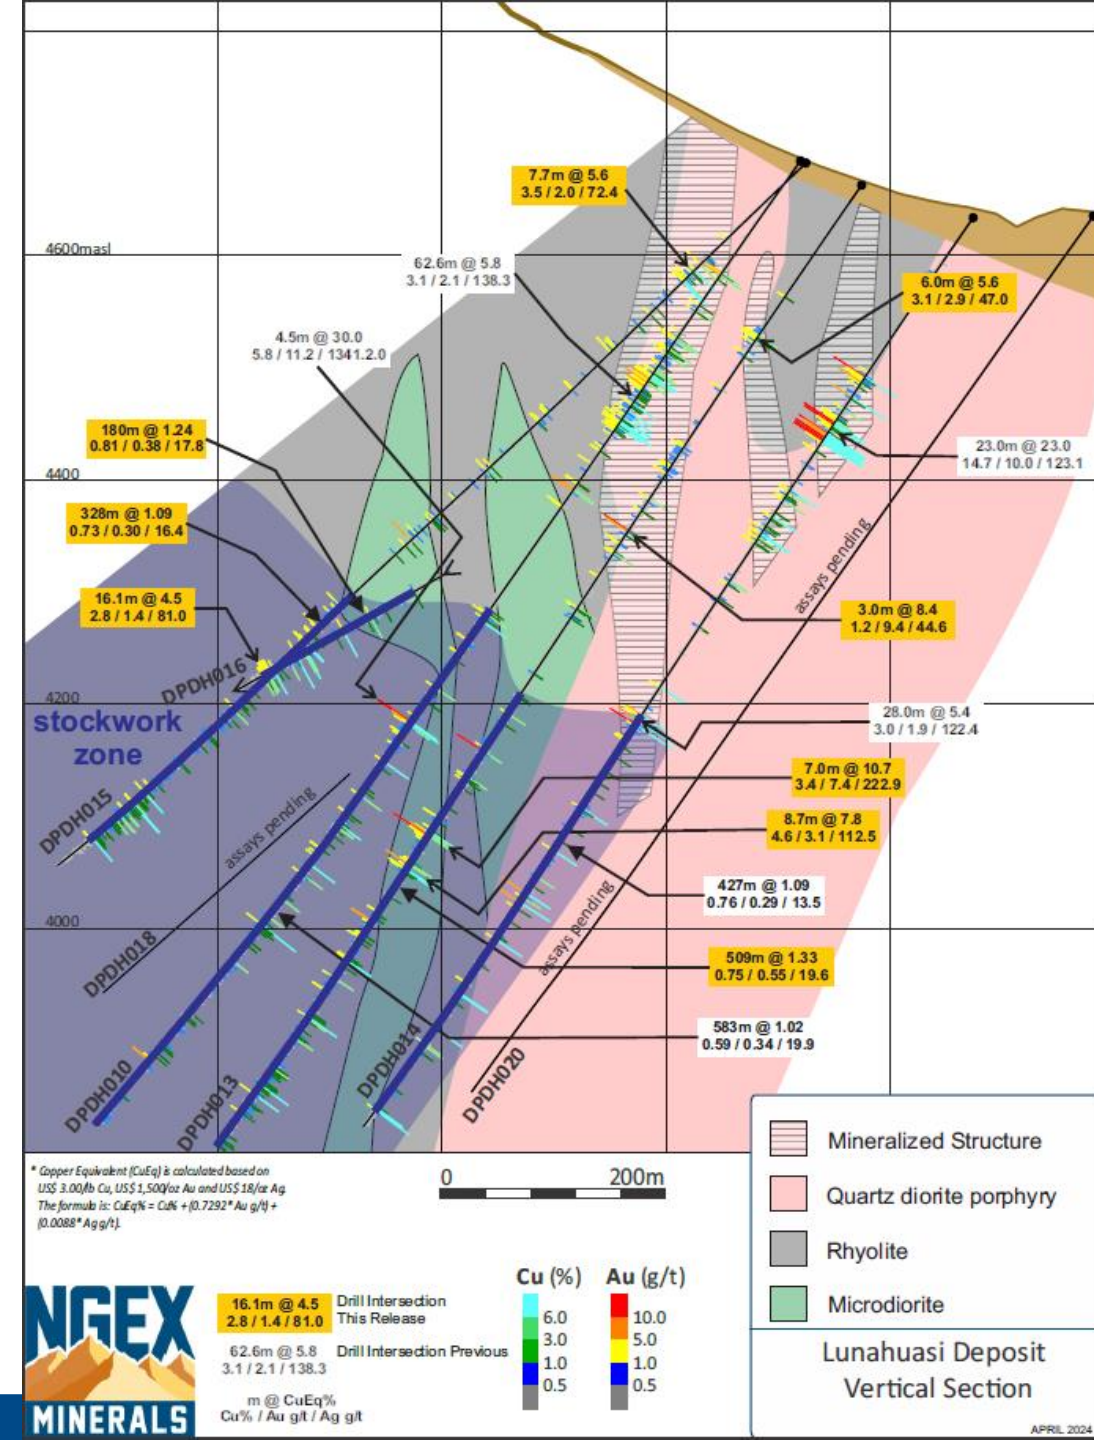 7.7m @ 5.6
3.5 / 2.0 / 72.4
4600masl
62.6m @ 5.8
3.1 / 2.1 / 138.3
6.0m @ 5.6
3.1 / 2.9 / 47.0
4.5m @ 30.0
5.8 / 11.2 / 1341.2.0
180m @ 1.24
0.81 / 0.38 / 17.8
23.0m @ 23.0
14.7 / 10.0 / 123.1
4400
328m @ 1.09
0.73 / 0.30 / 16.4
assays pending
16.1m @ 4.5
2.8 / 1.4 / 81.0
3.0m @ 8.4
1.2 / 9.4 / 44.6
DPDH016
4200
stockwork
zone
28.0m @ 5.4
3.0 / 1.9 / 122.4
7.0m @ 10.7
3.4 / 7.4 / 222.9
DPDH015
assays pending
8.7m @ 7.8
4.6 / 3.1 / 112.5
427m @ 1.09
0.76 / 0.29 / 13.5
4000
assays pending
DPDH018
509m @ 1.33
0.75 / 0.55 / 19.6
583m @ 1.02
0.59 / 0.34 / 19.9
DPDH010
DPDH013
DPDH014
DPDH020
* Copper Equivalent (CuEq) is calculated based on
US$ 3.00/lb Cu, US$ 1,500/oz Au and US$ 18/oz Ag.
The formula is: CuEq% = Cu% + (0.7292* Au g/t) +
(0.0088* Ag g/t).
0 200m
Mineralized Structure
Quartz diorite porphyry
Rhyolite
Microdiorite
Lunahuasi Deposit
Vertical Section
APRIL 2024
NGEX
MINERALS
16.1m @ 4.5
2.8 / 1.4 / 81.0
Drill Intersection
This Release
62.6m @ 5.8
3.1 / 2.1 / 138.3
Drill Intersection Previous
m @ CuEq%
Cu% / Au g/t / Ag g/t
Cu (%)
6.0
3.0
1.0
0.5
Au (g/t)
10.0
5.0
1.0
0.5